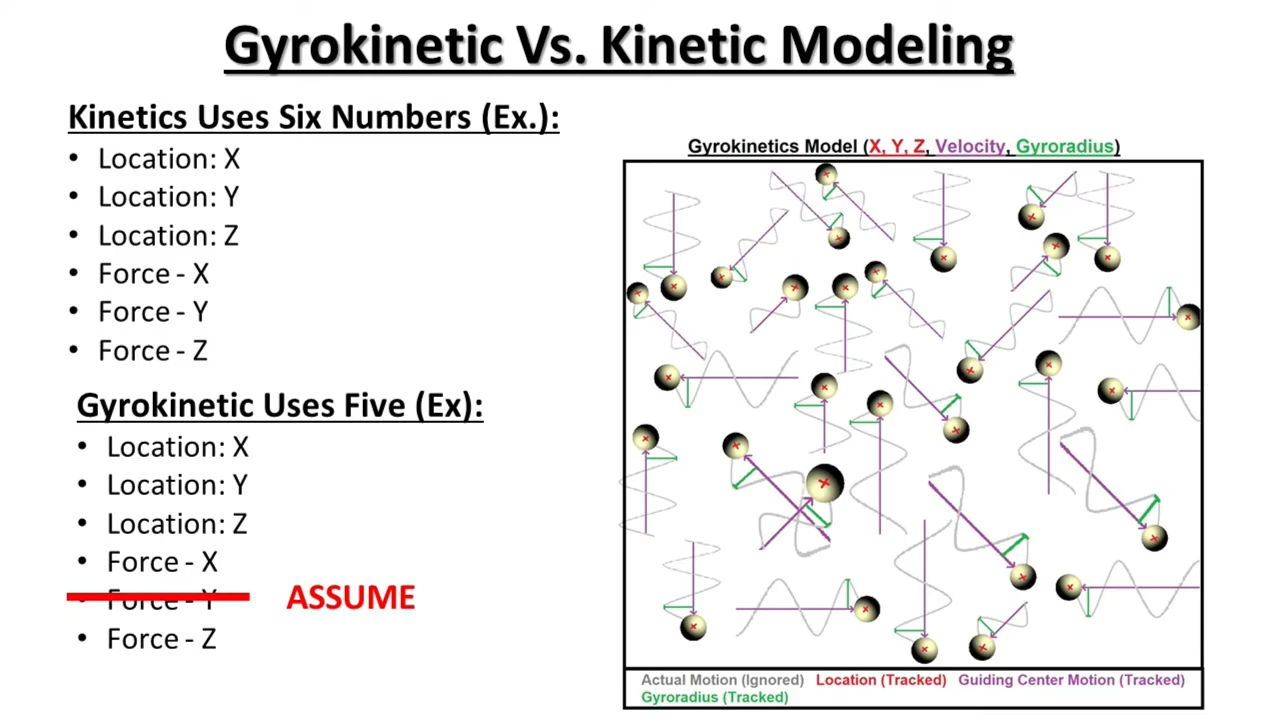 Gyrokinetic Vs. Kinetic Modeling
Kinetics Uses Six Numbers (Ex.):
• Location: X
• Location: Y
• Location: Z
• Force - X
• Force - Y
• Force - Z
Gyrokinetic Uses Five (Ex):
• Location: X
• Location: Y
• Location: Z
• Force - X
• Force - Y ASSUME
• Force - Z
Gyrokinetics Model (X, Y, Z, Velocity, Gyroradius)
Actual Motion (Ignored) Location (Tracked) Guiding Center Motion (Tracked)
Gyroradius (Tracked)